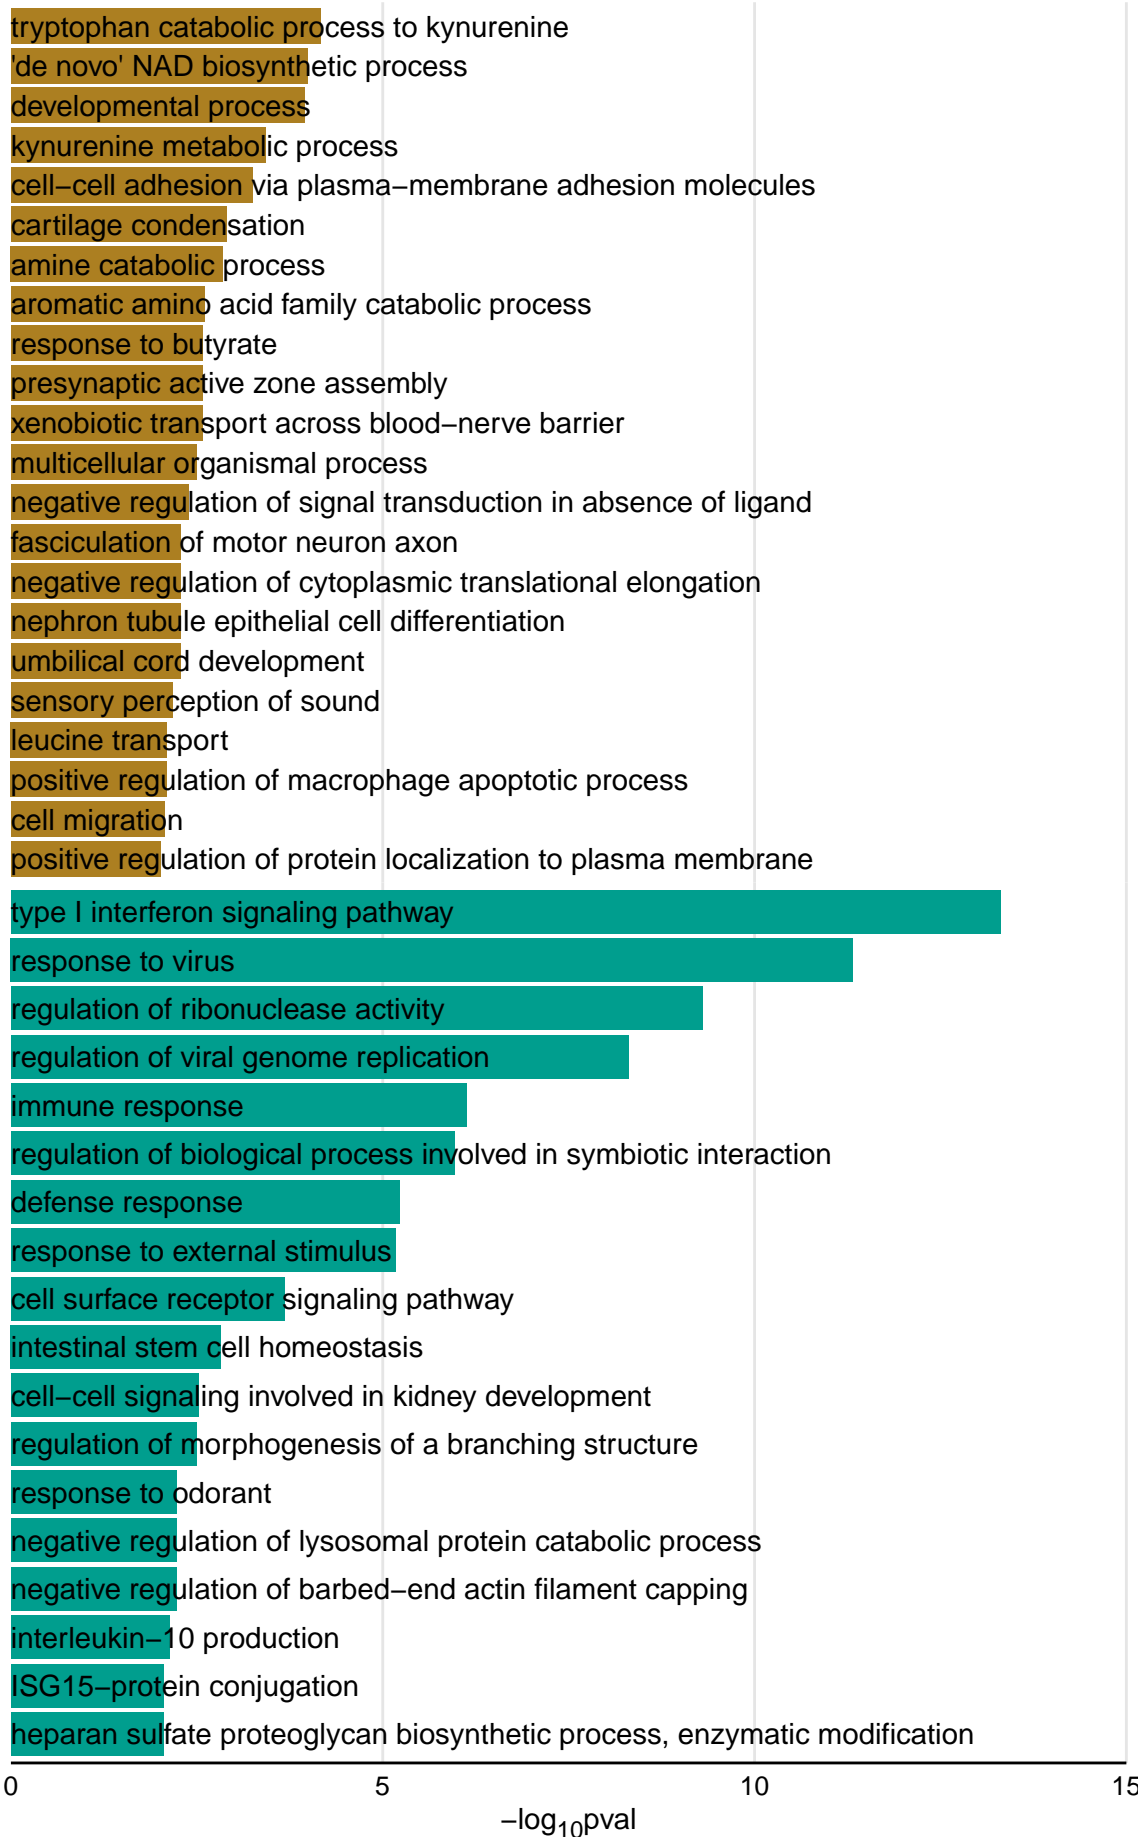 tryptophan catabolic process to kynurenine
'de novo' NAD biosynthetic process
developmental process
kynurenine metabolic process
cell−cell adhesion via plasma−membrane adhesion molecules
cartilage condensation
amine catabolic process
aromatic amino acid family catabolic process
response to butyrate
presynaptic active zone assembly
xenobiotic transport across blood−nerve barrier
multicellular organismal process
negative regulation of signal transduction in absence of ligand
fasciculation of motor neuron axon
negative regulation of cytoplasmic translational elongation
nephron tubule epithelial cell differentiation
umbilical cord development
sensory perception of sound
leucine transport
positive regulation of macrophage apoptotic process
cell migration
positive regulation of protein localization to plasma membrane
type I interferon signaling pathway
response to virus
regulation of ribonuclease activity
regulation of viral genome replication
immune response
regulation of biological process involved in symbiotic interaction
defense response
response to external stimulus
cell surface receptor signaling pathway
intestinal stem cell homeostasis
cell−cell signaling involved in kidney development
regulation of morphogenesis of a branching structure
response to odorant
negative regulation of lysosomal protein catabolic process
negative regulation of barbed−end actin filament capping
interleukin−10 production
ISG15−protein conjugation
heparan sulfate proteoglycan biosynthetic process, enzymatic modification
0 5 10 15
−log₁₀pval